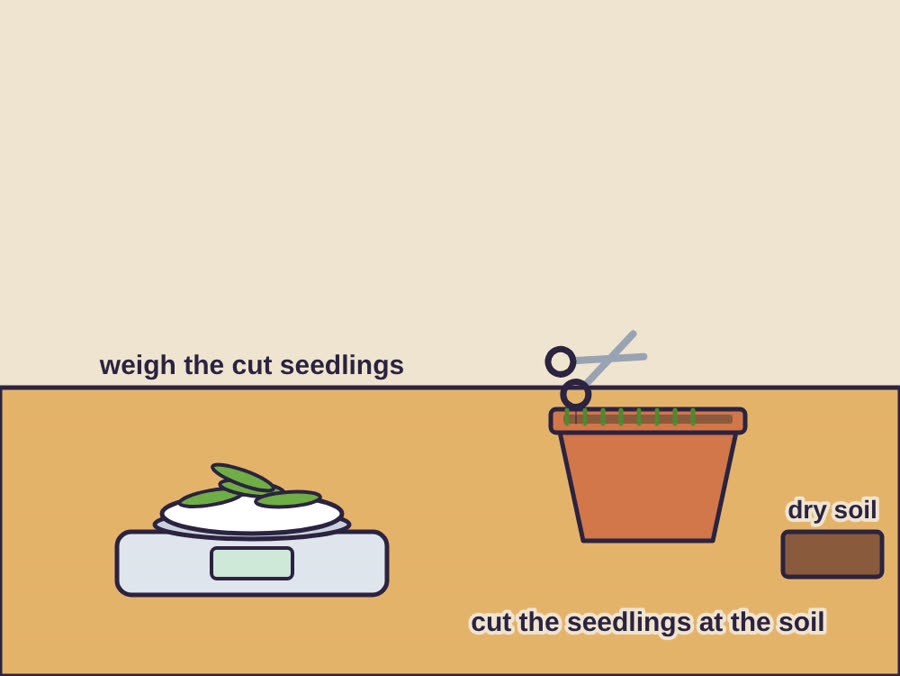 weigh the cut seedlings
dry soil
cut the seedlings at the soil